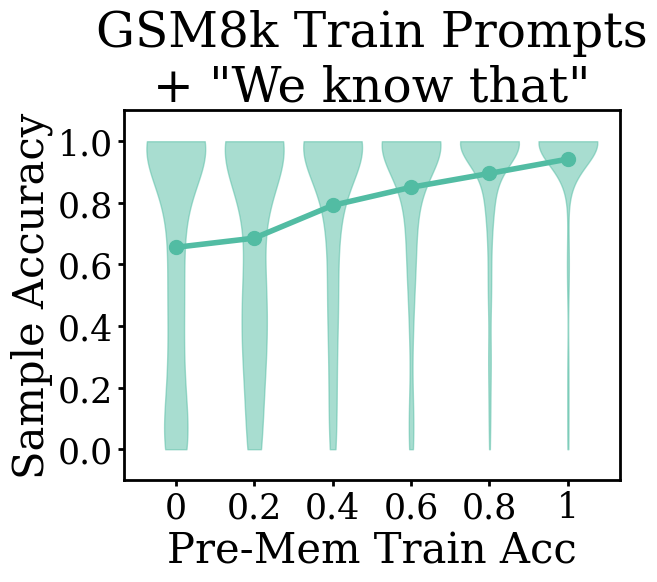 GSM8k Train Prompts
+ "We know that"
Sample Accuracy
1.0
0.8
0.6
0.4
0.2
0.0
0 0.2 0.4 0.6 0.8 1
Pre-Mem Train Acc